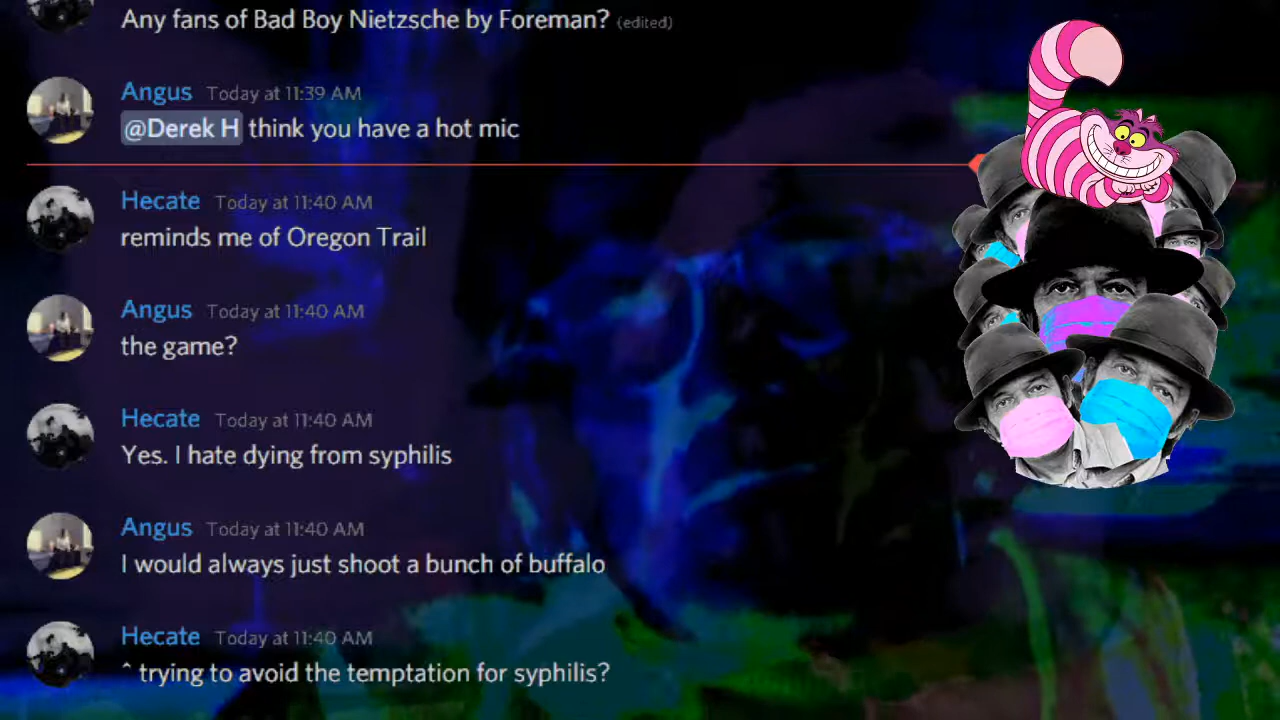 Any fans of Bad Boy Nietzsche by Foreman? (edited)
Angus Today at 11:39 AM
@Derek H think you have a hot mic
Hecate Today at 11:40 AM
reminds me of Oregon Trail
Angus Today at 11:40 AM
the game?
Hecate Today at 11:40 AM
Yes. I hate dying from syphilis
Angus Today at 11:40 AM
I would always just shoot a bunch of buffalo
Hecate Today at 11:40 AM
^ trying to avoid the temptation for syphilis?